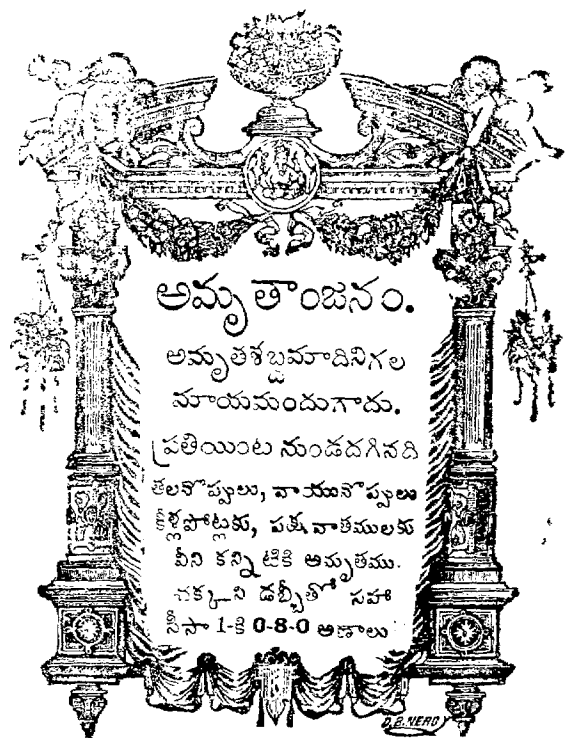 అమృతాంజనం.
అమృతశబ్దమాదినిగల
మాయమందుగాదు.
ప్రతియింట నుండదగినది
తలనొప్పులు, వాయునొప్పులు
కీళ్లపోట్లకు, పక్షవాతములకు
వీని కన్నిటికి అమృతము.
చక్కని డబ్బీతో సహా
సీసా 1-కి 0-8-0 అణాలు
D.B.NERO